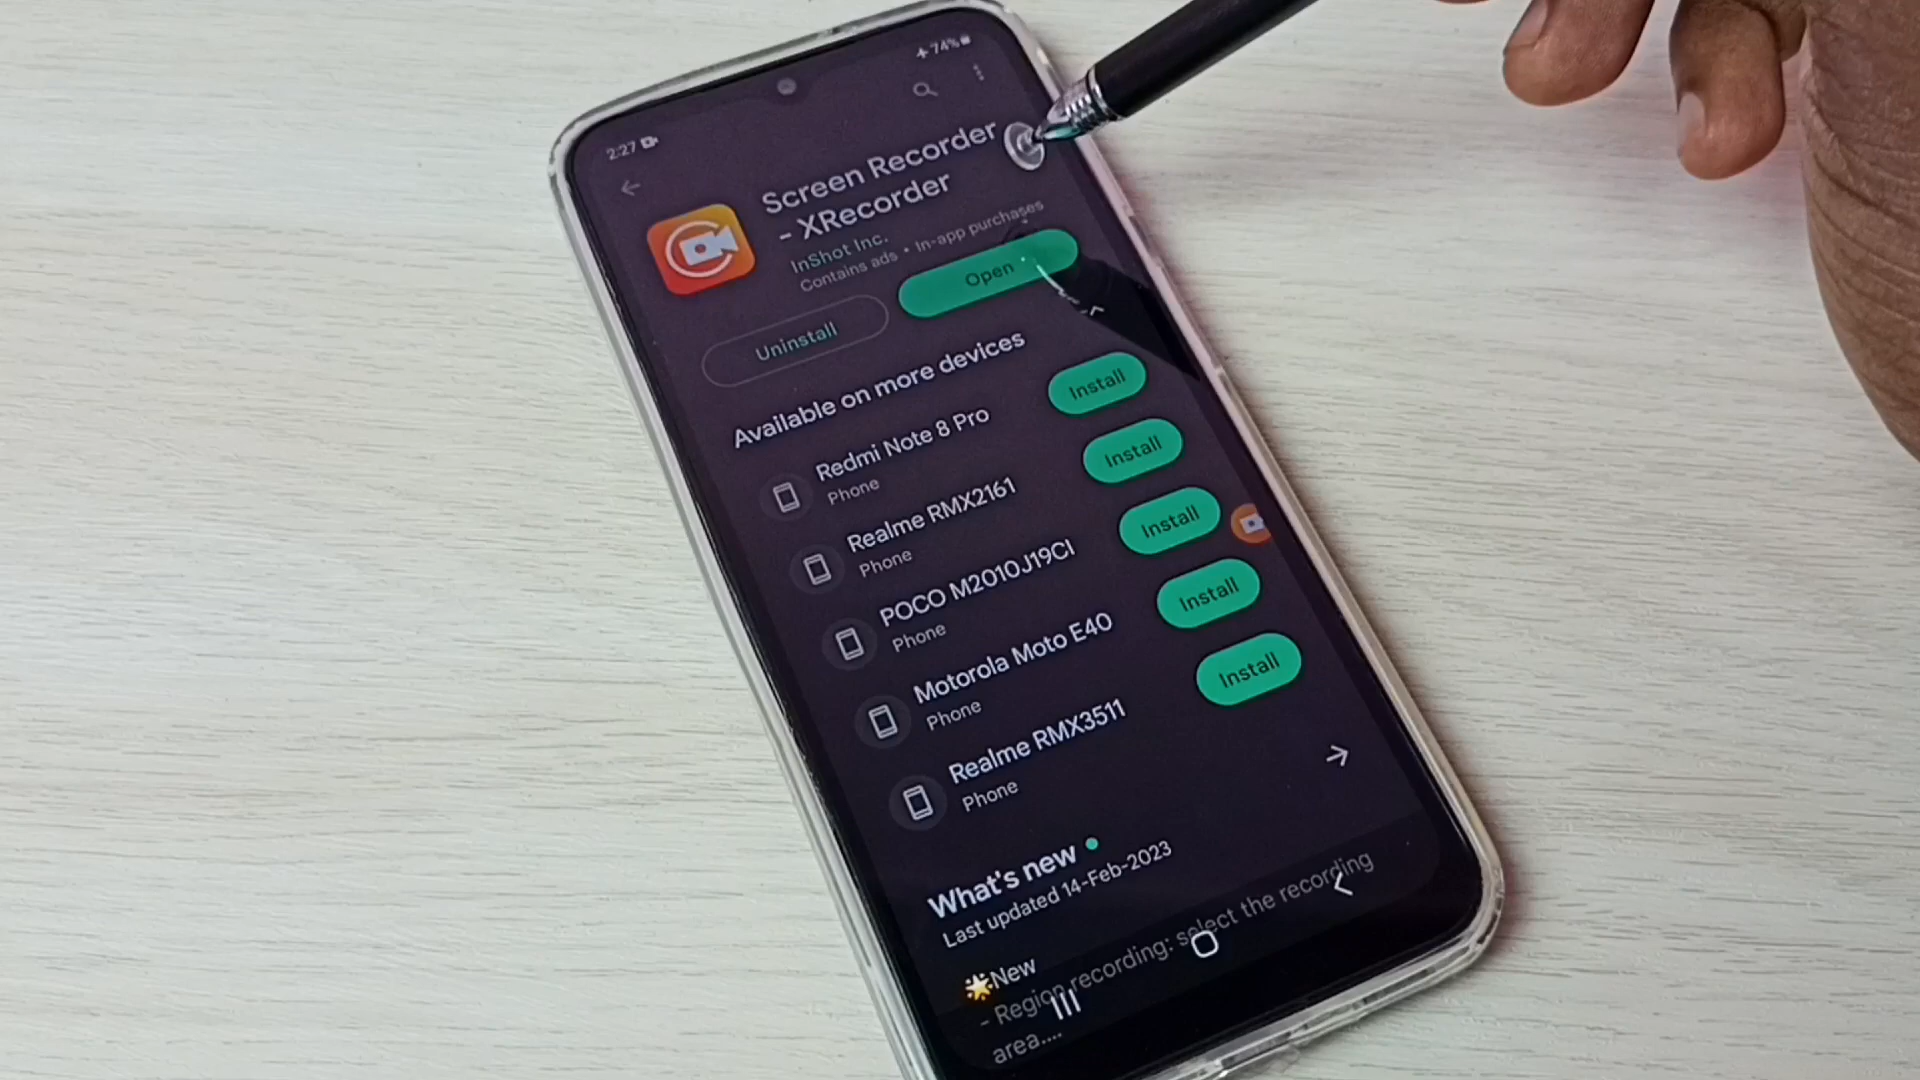 2:27
74%
Screen Recorder
- XRecorder
InShot Inc.
Contains ads • In-app purchases
Uninstall
Open
Available on more devices
Redmi Note 8 Pro
Phone
Install
Realme RMX2161
Phone
Install
POCO M2010J19CI
Phone
Install
Motorola Moto E40
Phone
Install
Realme RMX3511
Phone
Install
What's new
Last updated 14-Feb-2023
🌟New
- Region recording: select the recording
area....